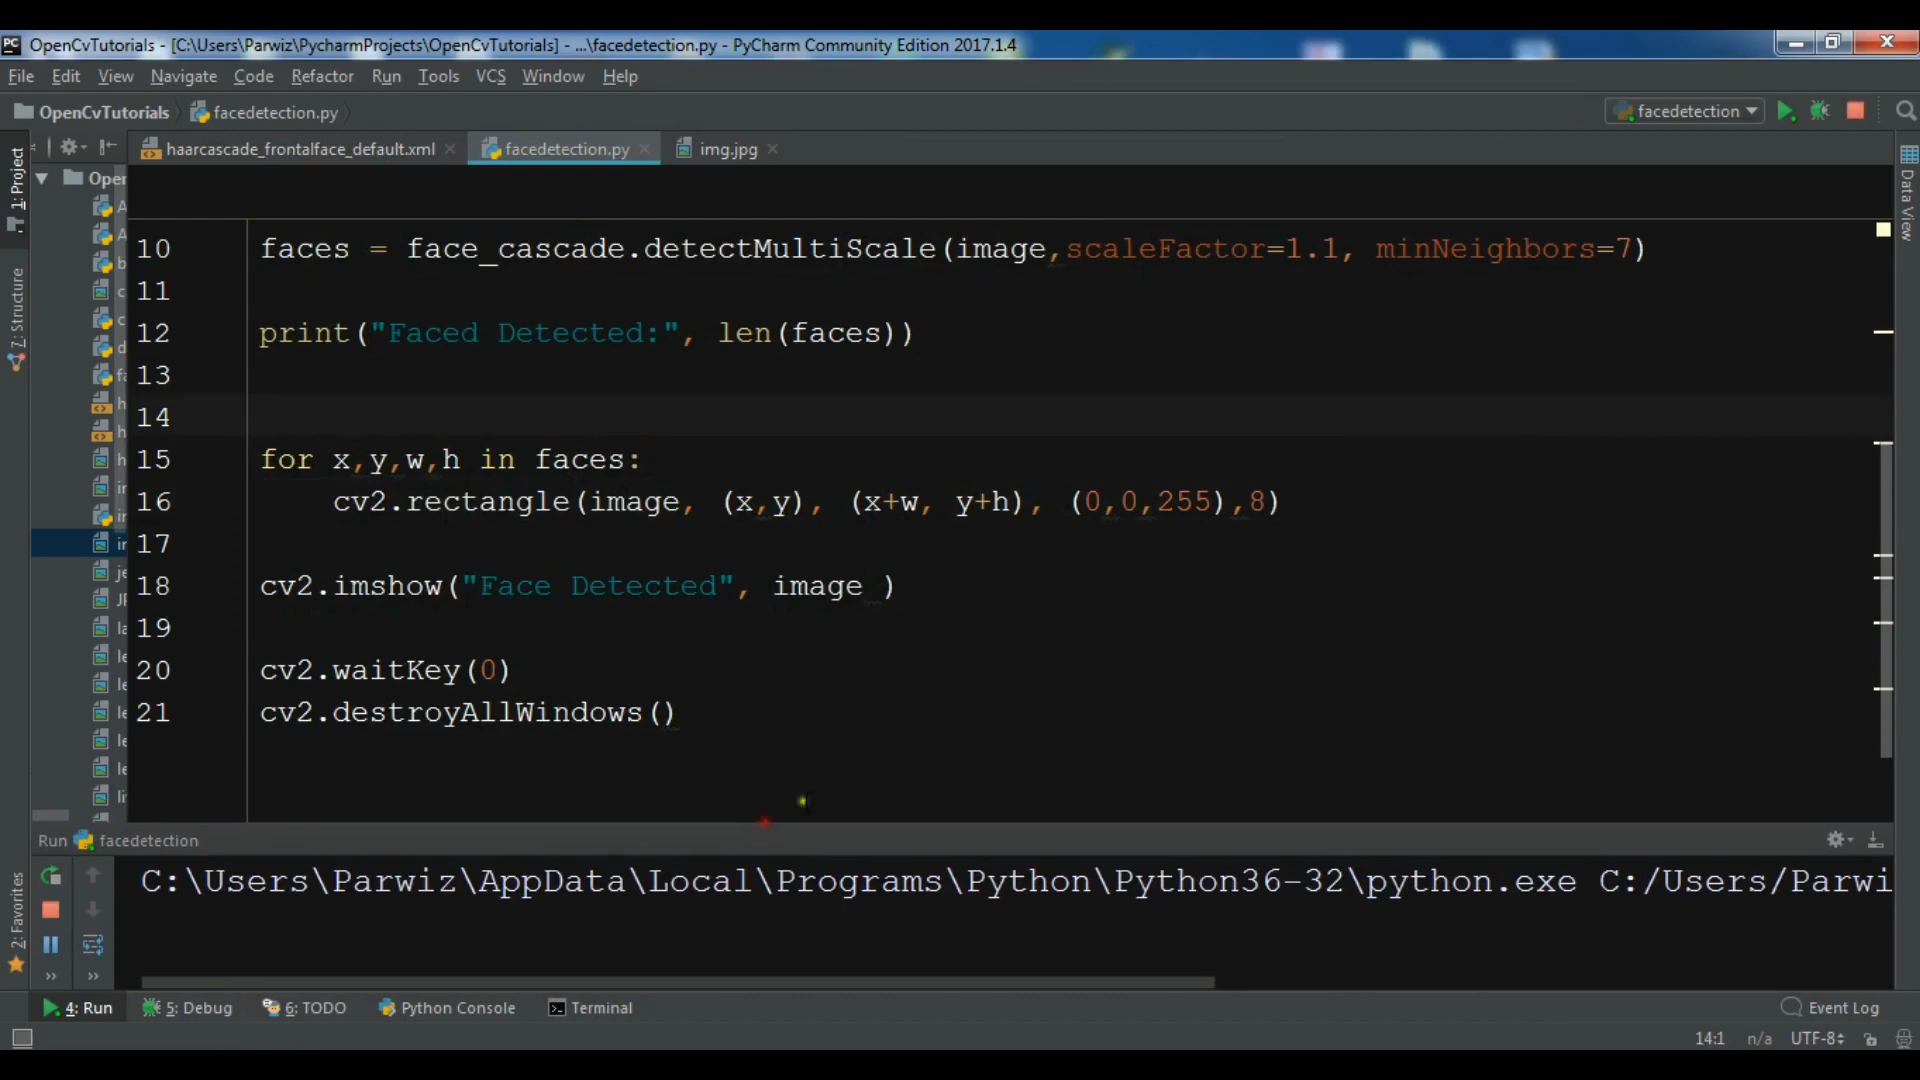 OpenCvTutorials - [C:\Users\Parwiz\PycharmProjects\OpenCvTutorials] - ...\facedetection.py - PyCharm Community Edition 2017.1.4
File Edit View Navigate Code Refactor Run Tools VCS Window Help
OpenCvTutorials facedetection.py facedetection
haarcascade_frontalface_default.xml facedetection.py img.jpg
1: Project
7: Structure
2: Favorites
Data View
10 faces = face_cascade.detectMultiScale(image,scaleFactor=1.1, minNeighbors=7)
11
12 print("Faced Detected:", len(faces))
13
14
15 for x,y,w,h in faces:
16 cv2.rectangle(image, (x,y), (x+w, y+h), (0,0,255),8)
17
18 cv2.imshow("Face Detected", image )
19
20 cv2.waitKey(0)
21 cv2.destroyAllWindows()
Run facedetection
C:\Users\Parwiz\AppData\Local\Programs\Python\Python36-32\python.exe C:/Users/Parwi
4: Run 5: Debug 6: TODO Python Console Terminal Event Log
14:1 n/a UTF-8